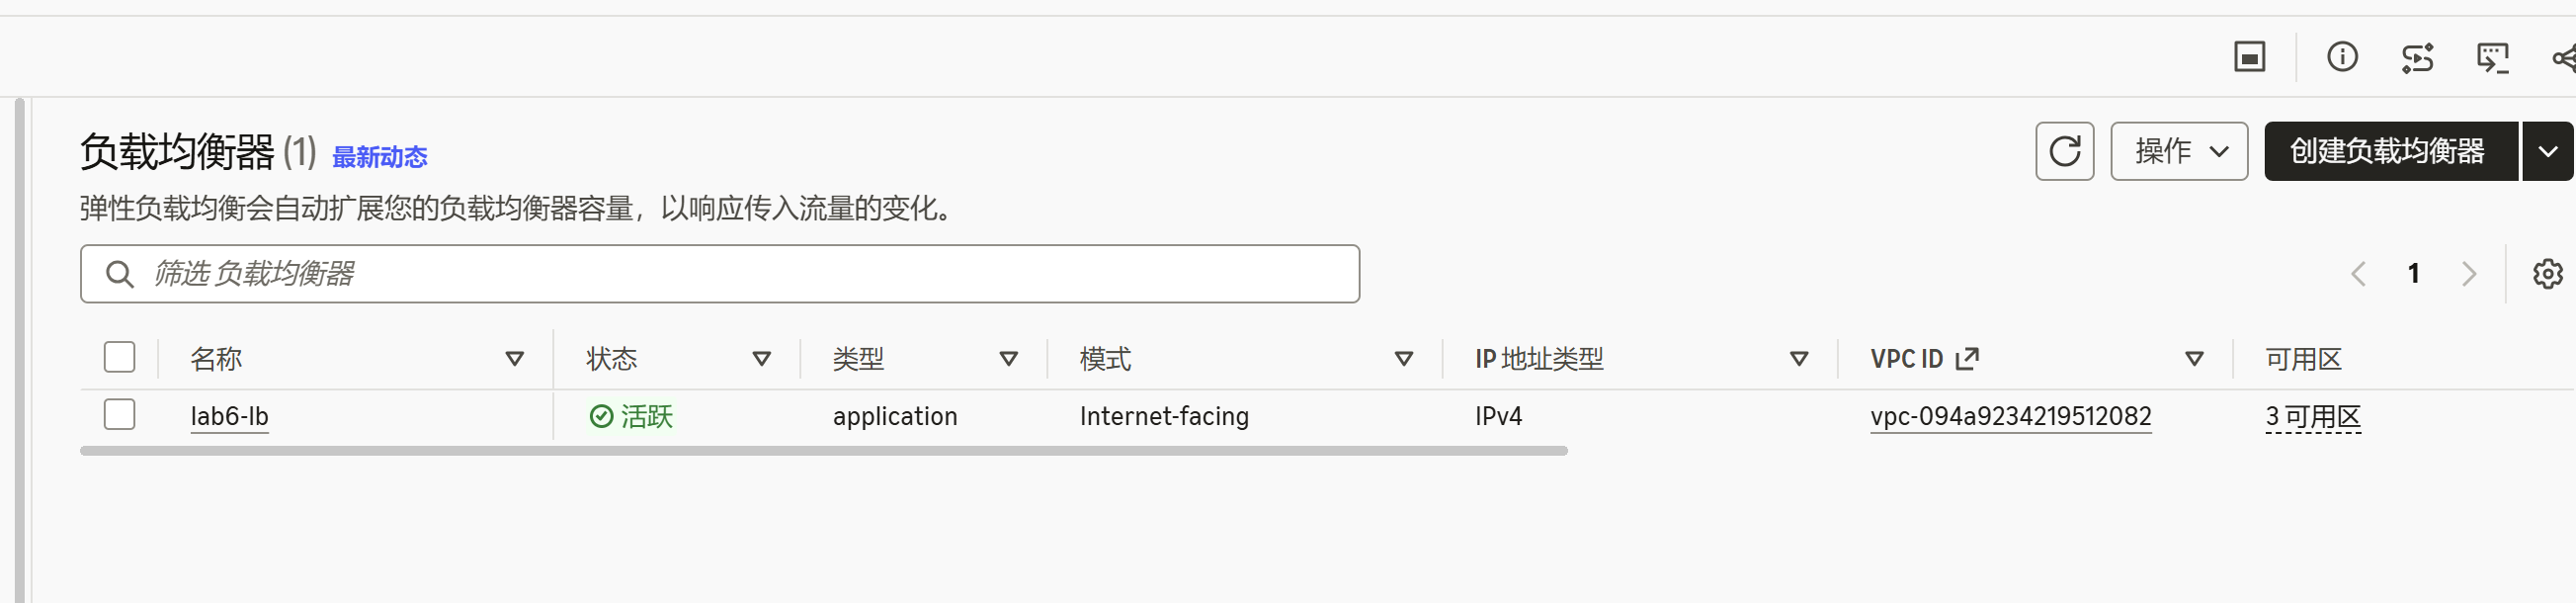 负载均衡器 (1) 最新动态
操作
创建负载均衡器
弹性负载均衡会自动扩展您的负载均衡器容量，以响应传入流量的变化。
筛选 负载均衡器
1
名称 状态 类型 模式 IP 地址类型 VPC ID 可用区
lab6-lb 活跃 application Internet-facing IPv4 vpc-094a9234219512082 3 可用区